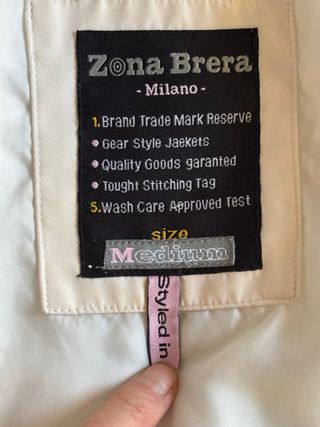 Zona Brera
- Milano -
1.Brand Trade Mark Reserve
• Gear Style Jaekets
• Quality Goods garanted
• Tought Stitching Tag
5.Wash Care Approved Test
size
Medium
Styled in